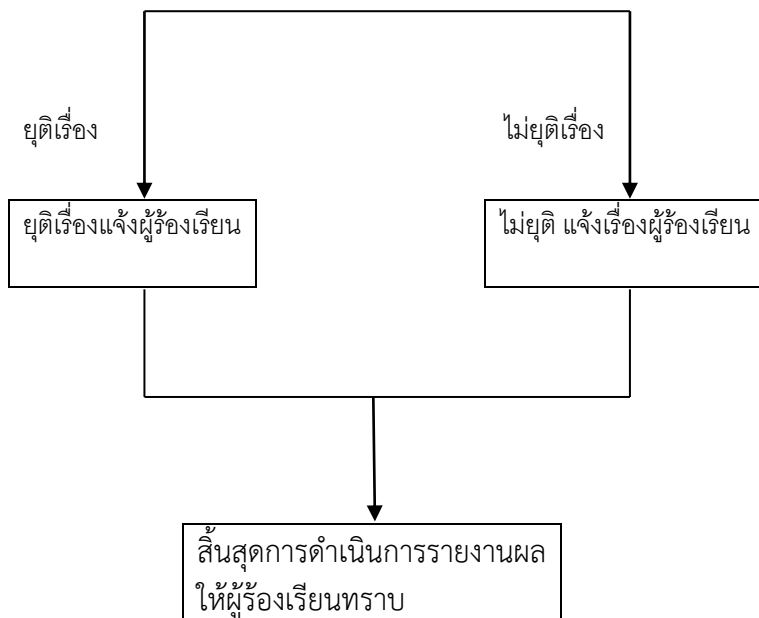 ยุติเรื่อง
ไม่ยุติเรื่อง
ยุติเรื่องแจ้งผู้ร้องเรียน
ไม่ยุติ แจ้งเรื่องผู้ร้องเรียน
สิ้นสุดการดำเนินการรายงานผล
ให้ผู้ร้องเรียนทราบ